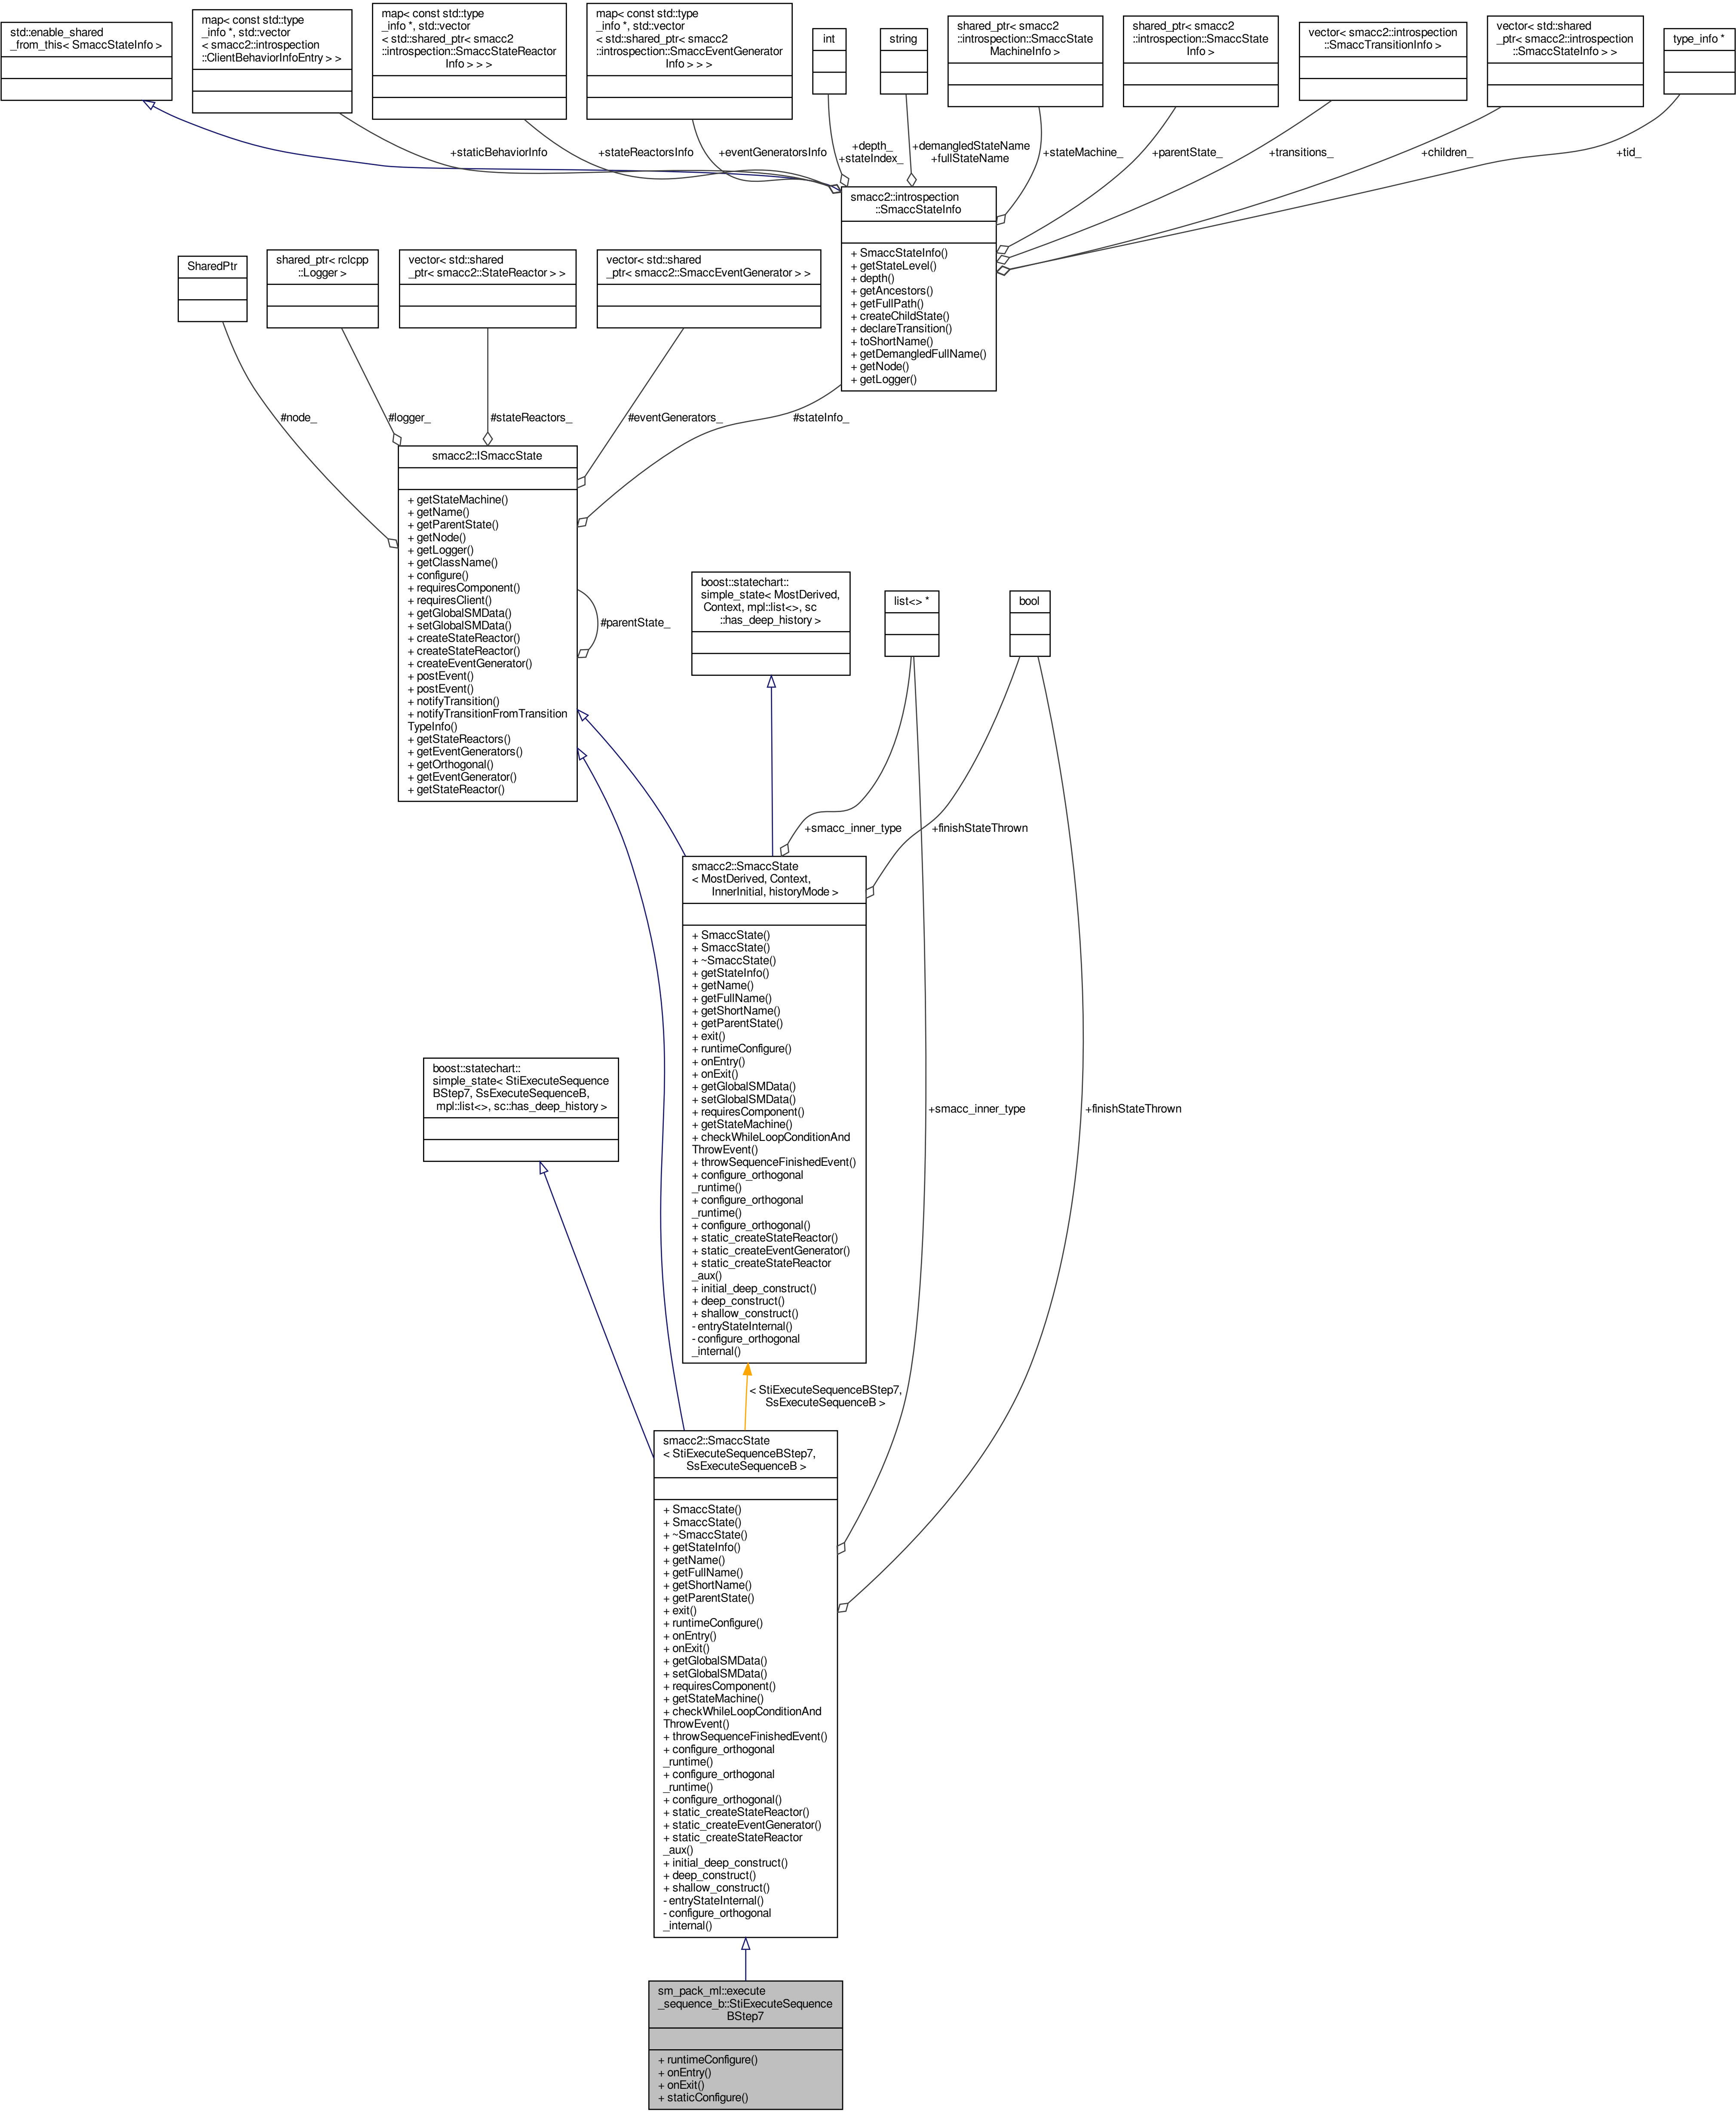 std::enable_shared
_from_this< SmaccStateInfo >
map< const std::type
_info *, std::vector
< smacc2::introspection
::ClientBehaviorInfoEntry > >
map< const std::type
_info *, std::vector
< std::shared_ptr< smacc2
::introspection::SmaccStateReactor
Info > > >
map< const std::type
_info *, std::vector
< std::shared_ptr< smacc2
::introspection::SmaccEventGenerator
Info > > >
int
string
shared_ptr< smacc2
::introspection::SmaccState
MachineInfo >
shared_ptr< smacc2
::introspection::SmaccState
Info >
vector< smacc2::introspection
::SmaccTransitionInfo >
vector< std::shared
_ptr< smacc2::introspection
::SmaccStateInfo > >
type_info *
+staticBehaviorInfo
+stateReactorsInfo
+eventGeneratorsInfo
+depth_
+stateIndex_
+demangledStateName
+fullStateName
+stateMachine_
+parentState_
+transitions_
+children_
+tid_
smacc2::introspection
::SmaccStateInfo
+ SmaccStateInfo()
+ getStateLevel()
+ depth()
+ getAncestors()
+ getFullPath()
+ createChildState()
+ declareTransition()
+ toShortName()
+ getDemangledFullName()
+ getNode()
+ getLogger()
SharedPtr
shared_ptr< rclcpp
::Logger >
vector< std::shared
_ptr< smacc2::StateReactor > >
vector< std::shared
_ptr< smacc2::SmaccEventGenerator > >
#node_
#logger_
#stateReactors_
#eventGenerators_
#stateInfo_
smacc2::ISmaccState
+ getStateMachine()
+ getName()
+ getParentState()
+ getNode()
+ getLogger()
+ getClassName()
+ configure()
+ requiresComponent()
+ requiresClient()
+ getGlobalSMData()
+ setGlobalSMData()
+ createStateReactor()
+ createStateReactor()
+ createEventGenerator()
+ postEvent()
+ postEvent()
+ notifyTransition()
+ notifyTransitionFromTransition
TypeInfo()
+ getStateReactors()
+ getEventGenerators()
+ getOrthogonal()
+ getEventGenerator()
+ getStateReactor()
#parentState_
boost::statechart::
simple_state< MostDerived,
Context, mpl::list<>, sc
::has_deep_history >
list<> *
bool
+smacc_inner_type
+finishStateThrown
smacc2::SmaccState
< MostDerived, Context,
InnerInitial, historyMode >
+ SmaccState()
+ SmaccState()
+ ~SmaccState()
+ getStateInfo()
+ getName()
+ getFullName()
+ getShortName()
+ getParentState()
+ exit()
+ runtimeConfigure()
+ onEntry()
+ onExit()
+ getGlobalSMData()
+ setGlobalSMData()
+ requiresComponent()
+ getStateMachine()
+ checkWhileLoopConditionAnd
ThrowEvent()
+ throwSequenceFinishedEvent()
+ configure_orthogonal
_runtime()
+ configure_orthogonal
_runtime()
+ configure_orthogonal()
+ static_createStateReactor()
+ static_createEventGenerator()
+ static_createStateReactor
_aux()
+ initial_deep_construct()
+ deep_construct()
+ shallow_construct()
- entryStateInternal()
- configure_orthogonal
_internal()
boost::statechart::
simple_state< StiExecuteSequence
BStep7, SsExecuteSequenceB,
mpl::list<>, sc::has_deep_history >
+smacc_inner_type
+finishStateThrown
< StiExecuteSequenceBStep7,
SsExecuteSequenceB >
smacc2::SmaccState
< StiExecuteSequenceBStep7,
SsExecuteSequenceB >
+ SmaccState()
+ SmaccState()
+ ~SmaccState()
+ getStateInfo()
+ getName()
+ getFullName()
+ getShortName()
+ getParentState()
+ exit()
+ runtimeConfigure()
+ onEntry()
+ onExit()
+ getGlobalSMData()
+ setGlobalSMData()
+ requiresComponent()
+ getStateMachine()
+ checkWhileLoopConditionAnd
ThrowEvent()
+ throwSequenceFinishedEvent()
+ configure_orthogonal
_runtime()
+ configure_orthogonal
_runtime()
+ configure_orthogonal()
+ static_createStateReactor()
+ static_createEventGenerator()
+ static_createStateReactor
_aux()
+ initial_deep_construct()
+ deep_construct()
+ shallow_construct()
- entryStateInternal()
- configure_orthogonal
_internal()
sm_pack_ml::execute
_sequence_b::StiExecuteSequence
BStep7
+ runtimeConfigure()
+ onEntry()
+ onExit()
+ staticConfigure()